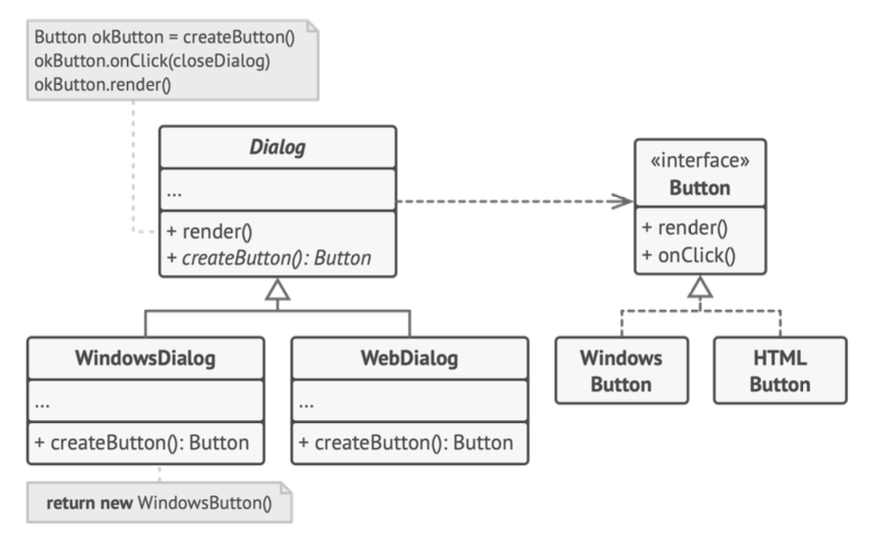 Button okButton = createButton()
okButton.onClick(closeDialog)
okButton.render()
Dialog
...
+ render()
+ createButton(): Button
«interface»
Button
+ render()
+ onClick()
WindowsDialog
...
+ createButton(): Button
WebDialog
...
+ createButton(): Button
Windows
Button
HTML
Button
return new WindowsButton()